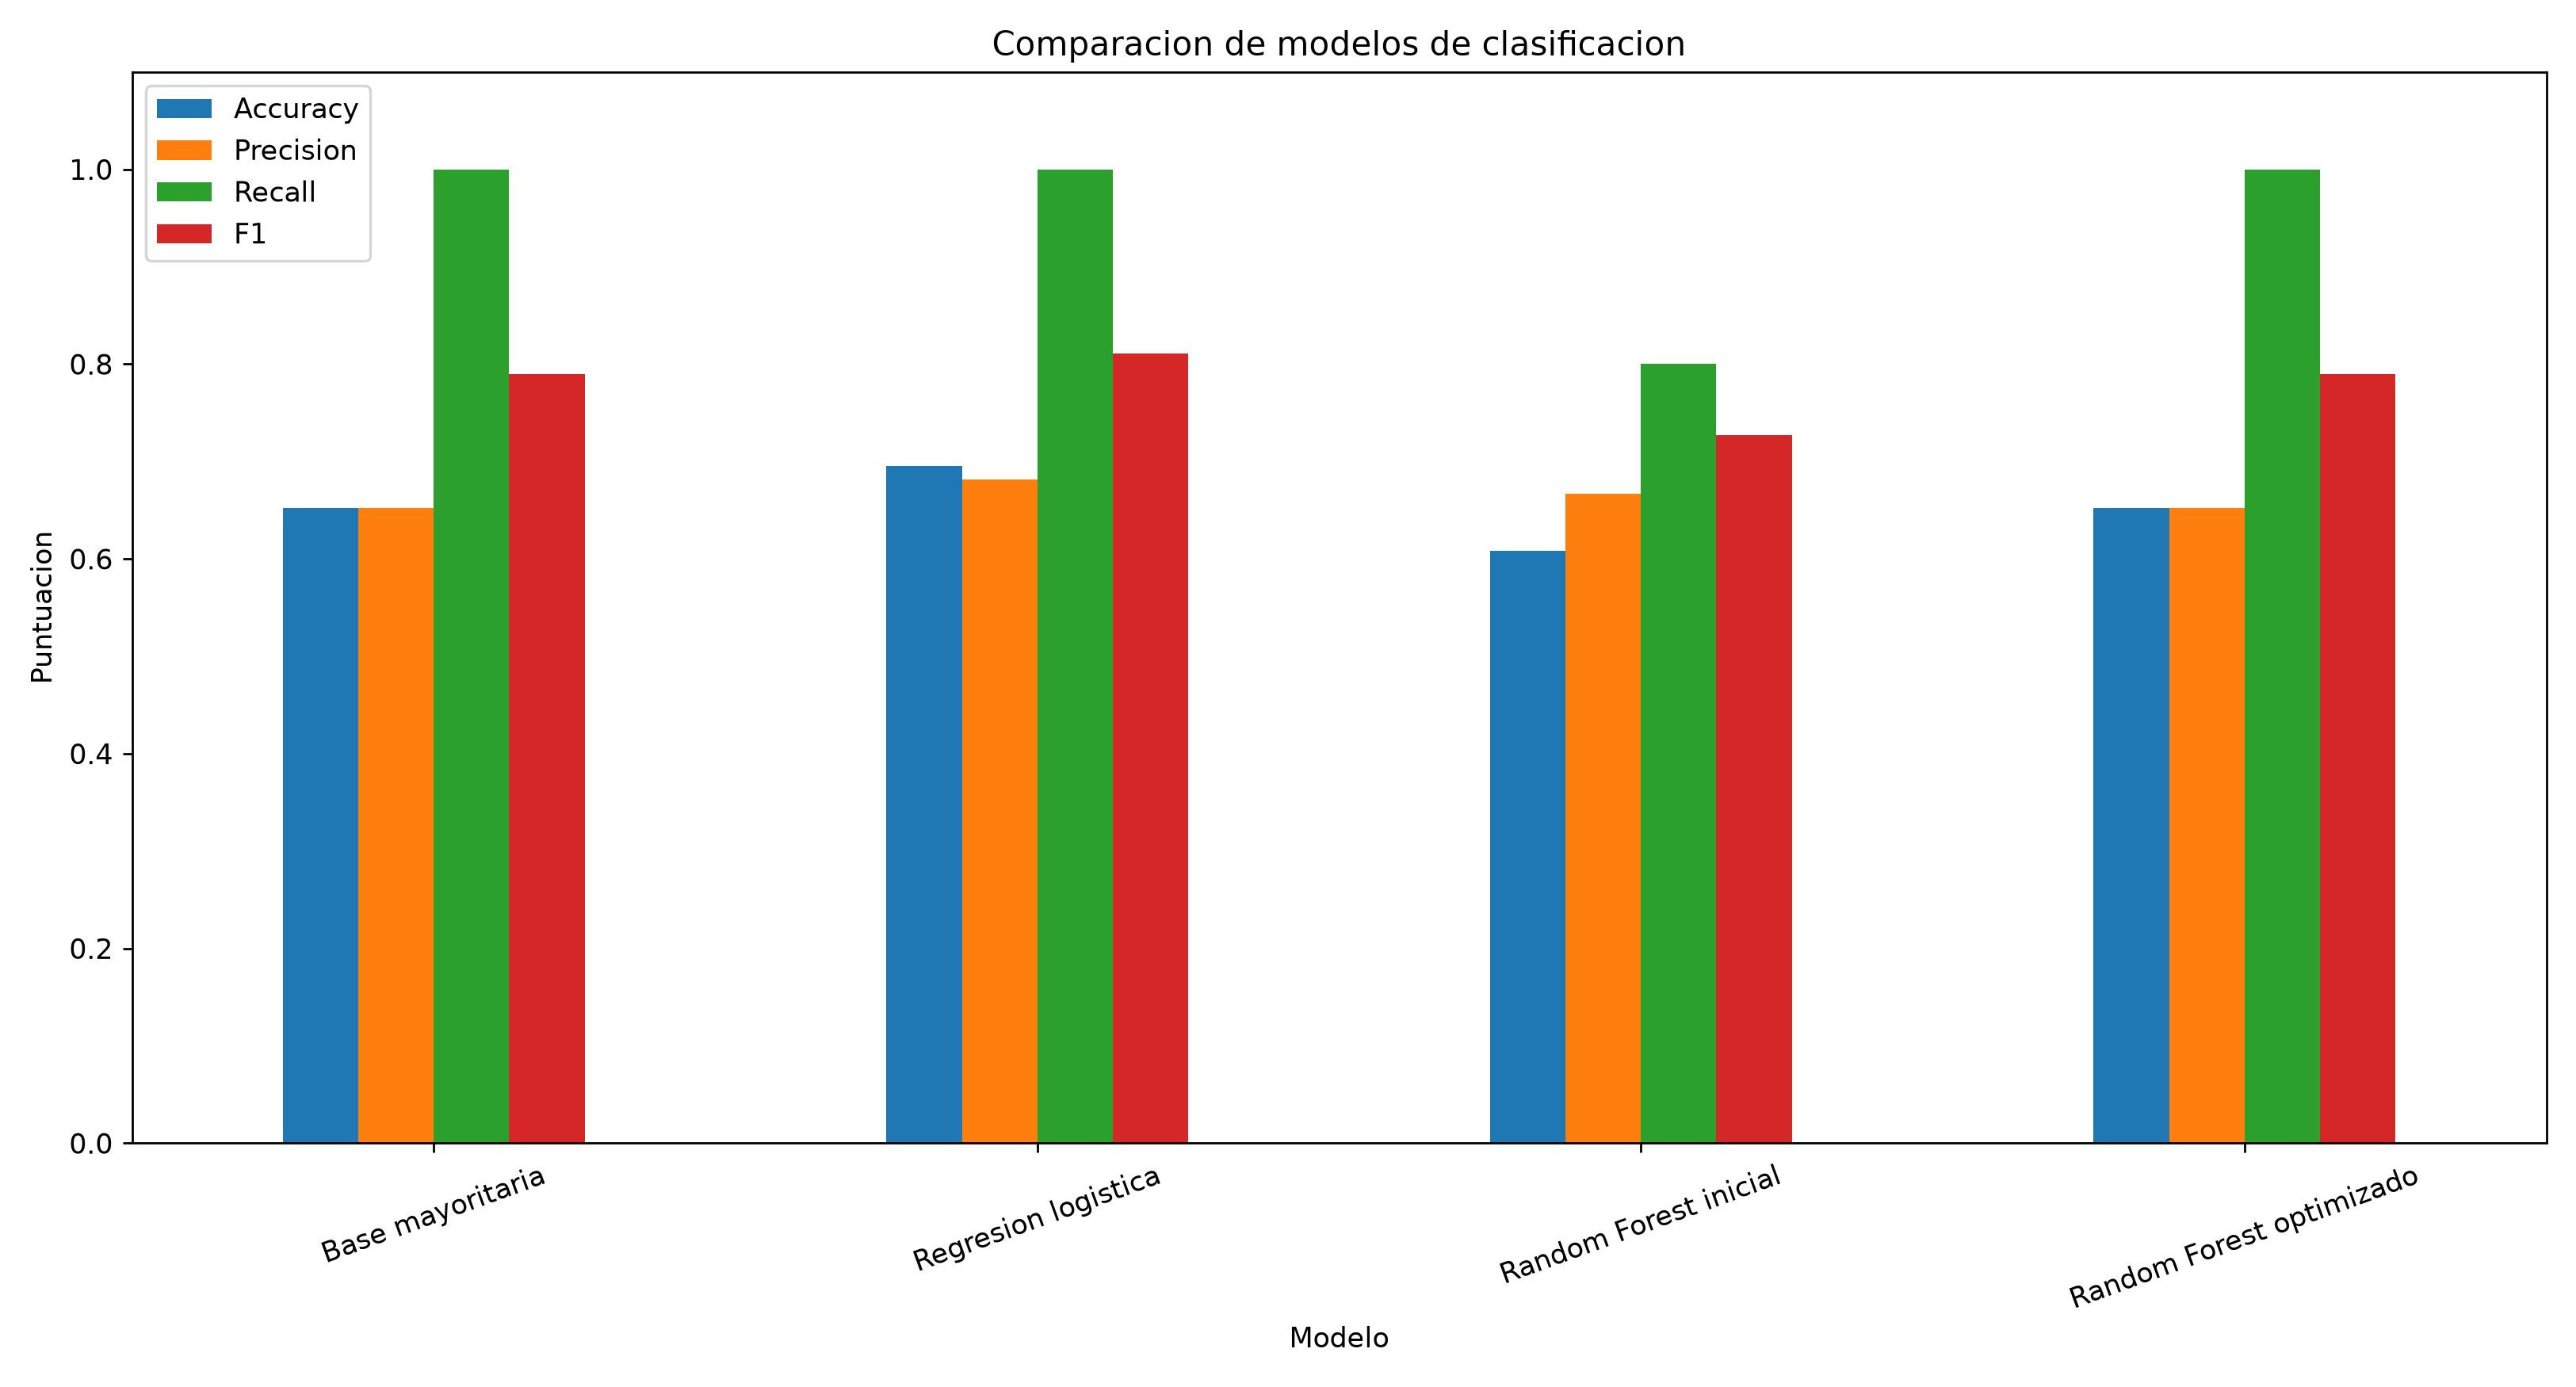 Comparacion de modelos de clasificacion
Accuracy
Precision
Recall
F1
1.0
0.8
0.6
0.4
0.2
0.0
Puntuacion
Base mayoritaria
Regresion logistica
Random Forest inicial
Random Forest optimizado
Modelo